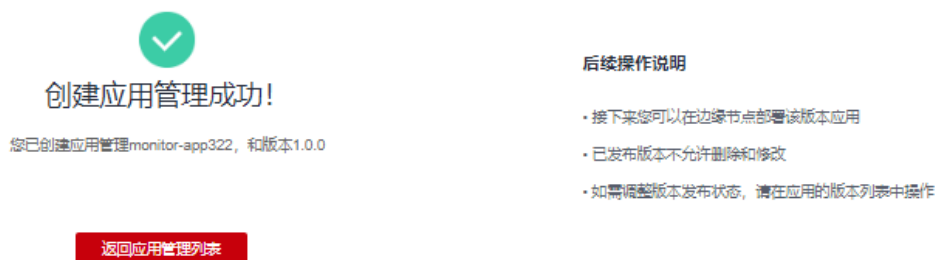 创建应用管理成功！
您已创建应用管理monitor-app322，和版本1.0.0
返回应用管理列表
后续操作说明
• 接下来您可以在边缘节点部署该版本应用
• 已发布版本不允许删除和修改
• 如需调整版本发布状态，请在应用的版本列表中操作